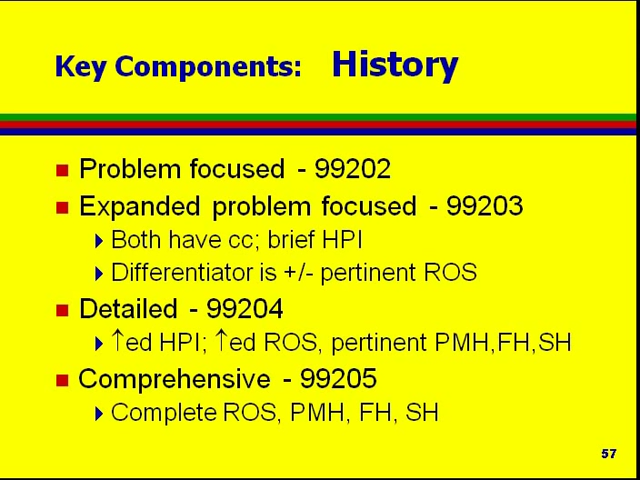 Key Components: History
Problem focused - 99202
Expanded problem focused - 99203
Both have cc; brief HPI
Differentiator is +/- pertinent ROS
Detailed - 99204
↑ed HPI; ↑ed ROS, pertinent PMH,FH,SH
Comprehensive - 99205
Complete ROS, PMH, FH, SH
57